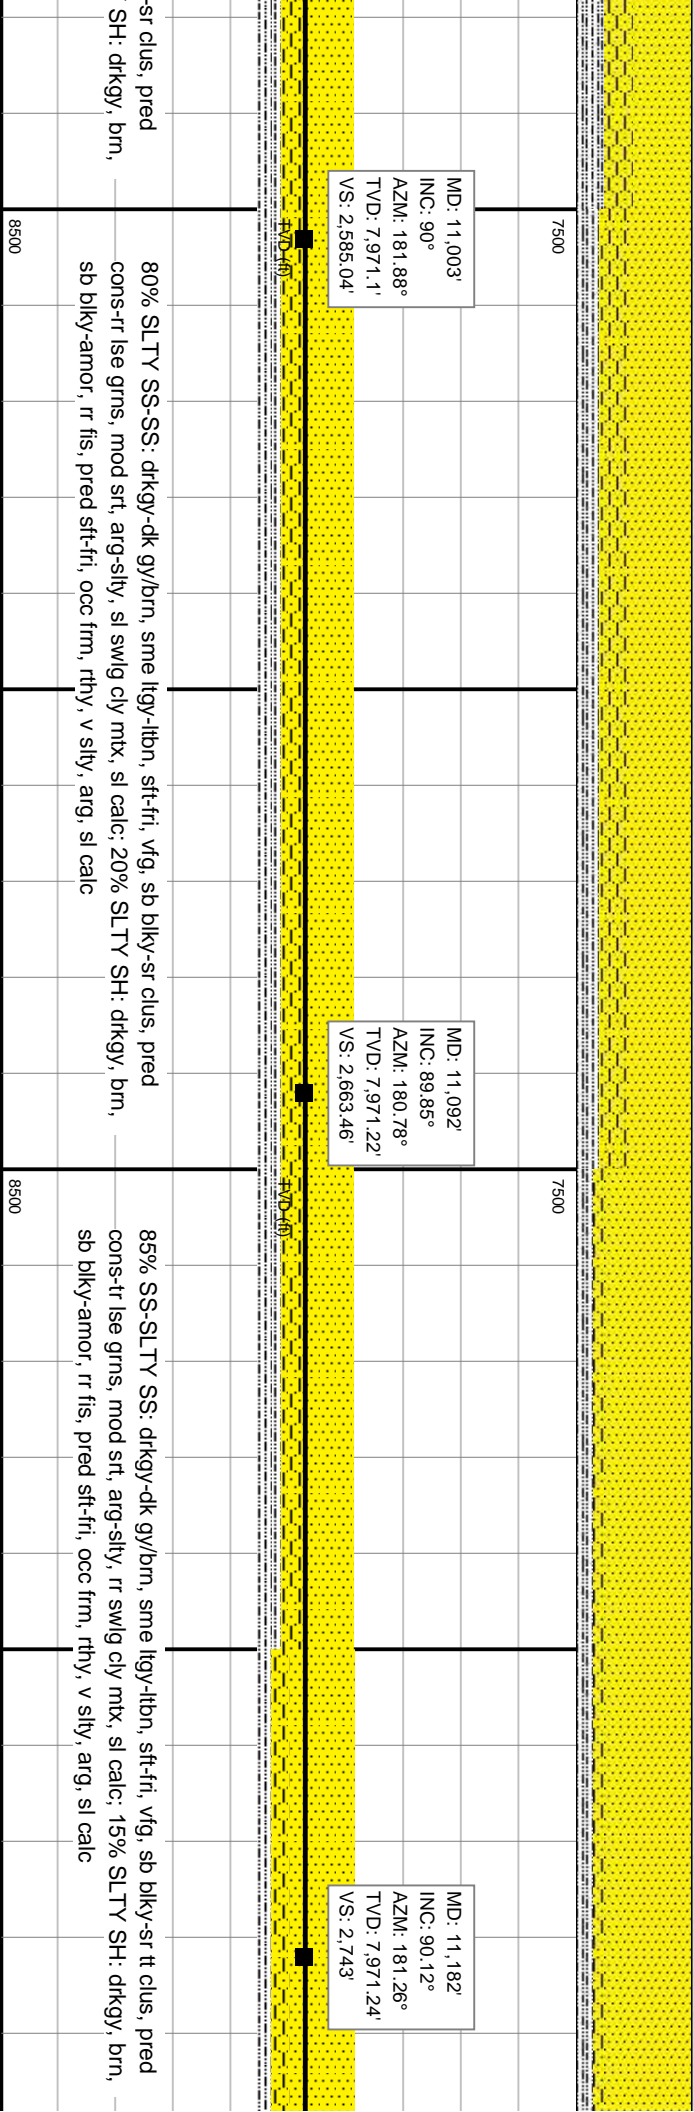 -sr clus, pred
SH: drkgy, brn,
MD: 11,003'
INC: 90°
AZM: 181.88°
TVD: 7,971.1'
VS: 2,585.04'
7500
TVD (ft)
8500
80% SLTY SS-SS: drkgy-dk gy/brn, sme ltgy-ltbn, sft-fri, vfg, sb blky-sr clus, pred
cons-rr lse grns, mod srt, arg-slty, sl swlg cly mtx, sl calc; 20% SLTY SH: drkgy, brn,
sb blky-amor, rr fis, pred sft-fri, occ frm, rthy, v slty, arg, sl calc
MD: 11,092'
INC: 89.85°
AZM: 180.78°
TVD: 7,971.22'
VS: 2,663.46'
7500
TVD (ft)
8500
85% SS-SLTY SS: drkgy-dk gy/brn, sme ltgy-ltbn, sft-fri, vfg, sb blky-sr tt clus, pred
cons-tr lse grns, mod srt, arg-slty, rr swlg cly mtx, sl calc; 15% SLTY SH: drkgy, brn,
sb blky-amor, rr fis, pred sft-fri, occ frm, rthy, v slty, arg, sl calc
MD: 11,182'
INC: 90.12°
AZM: 181.26°
TVD: 7,971.24'
VS: 2,743'